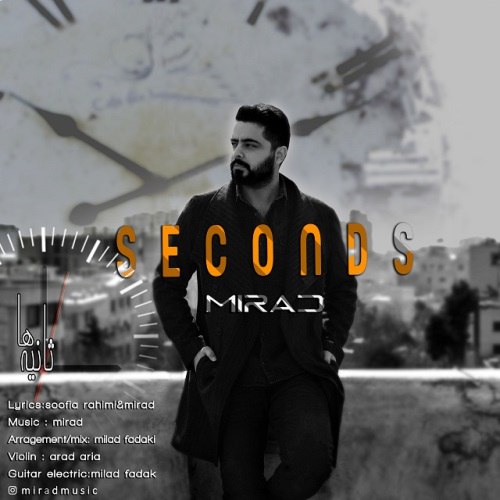 SECONDS
MIRAD
ثانیه ها
Lyrics:soofia rahimi&mirad
Music : mirad
Arragement/mix: milad fadaki
Violin : arad aria
Guitar electric:milad fadak
miradmusic